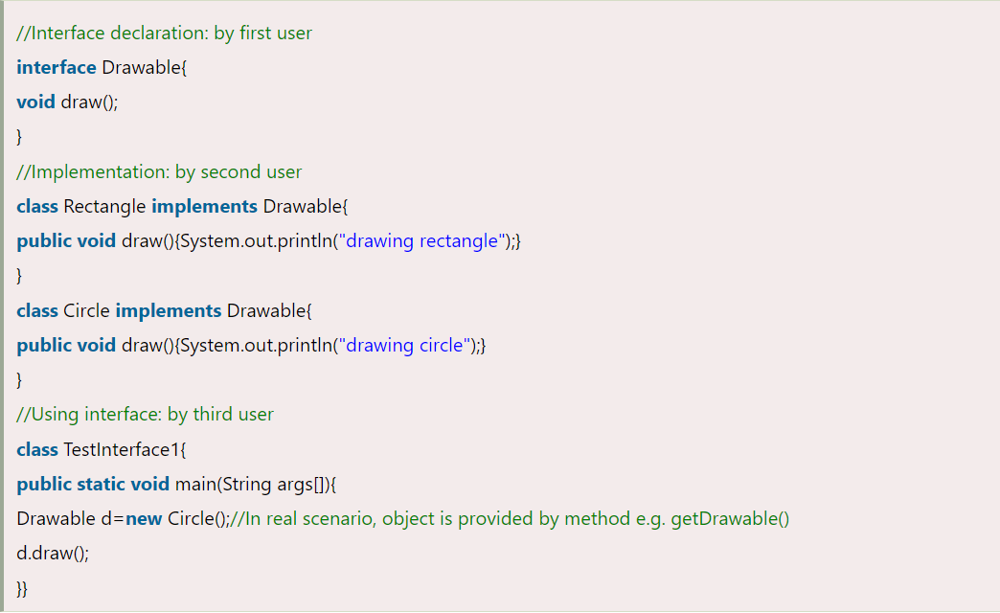 //Interface declaration: by first user
interface Drawable{
void draw();
}
//Implementation: by second user
class Rectangle implements Drawable{
public void draw(){System.out.println("drawing rectangle");}
}
class Circle implements Drawable{
public void draw(){System.out.println("drawing circle");}
}
//Using interface: by third user
class TestInterface1{
public static void main(String args[]){
Drawable d=new Circle();//In real scenario, object is provided by method e.g. getDrawable()
d.draw();
}}